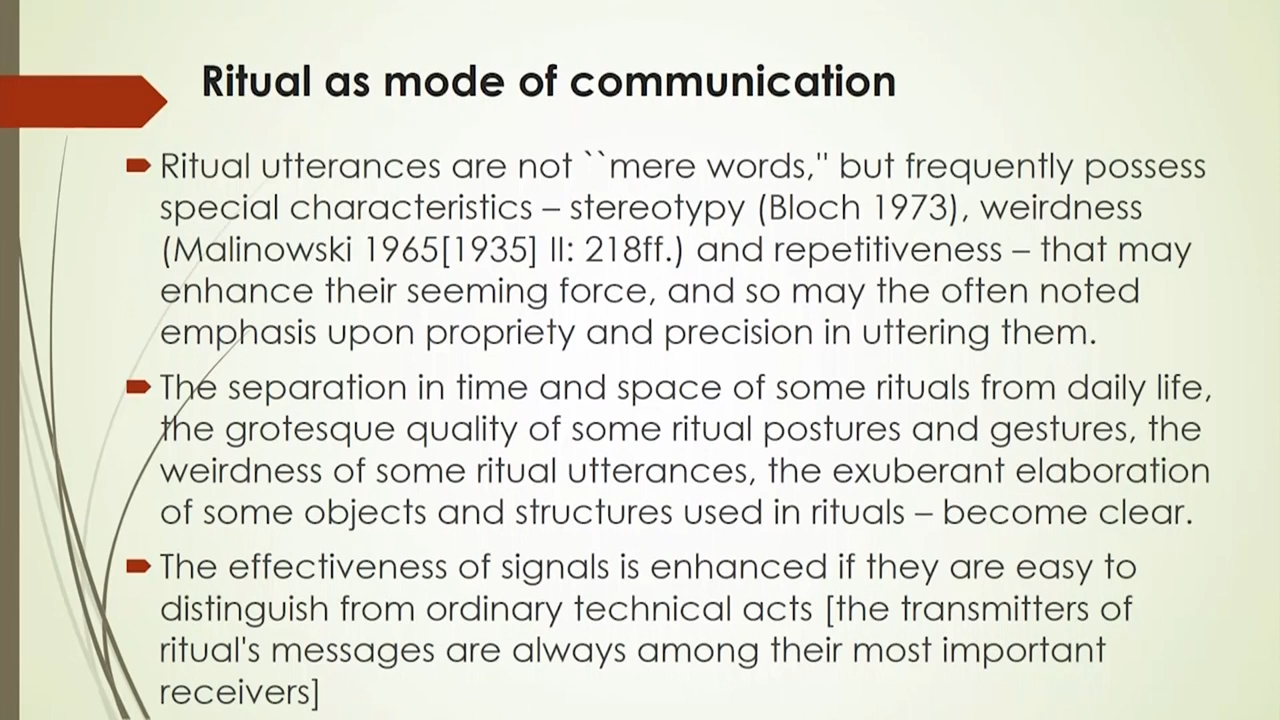 Ritual as mode of communication
Ritual utterances are not ``mere words,'' but frequently possess
special characteristics – stereotypy (Bloch 1973), weirdness
(Malinowski 1965[1935] II: 218ff.) and repetitiveness – that may
enhance their seeming force, and so may the often noted
emphasis upon propriety and precision in uttering them.
The separation in time and space of some rituals from daily life,
the grotesque quality of some ritual postures and gestures, the
weirdness of some ritual utterances, the exuberant elaboration
of some objects and structures used in rituals – become clear.
The effectiveness of signals is enhanced if they are easy to
distinguish from ordinary technical acts [the transmitters of
ritual's messages are always among their most important
receivers]